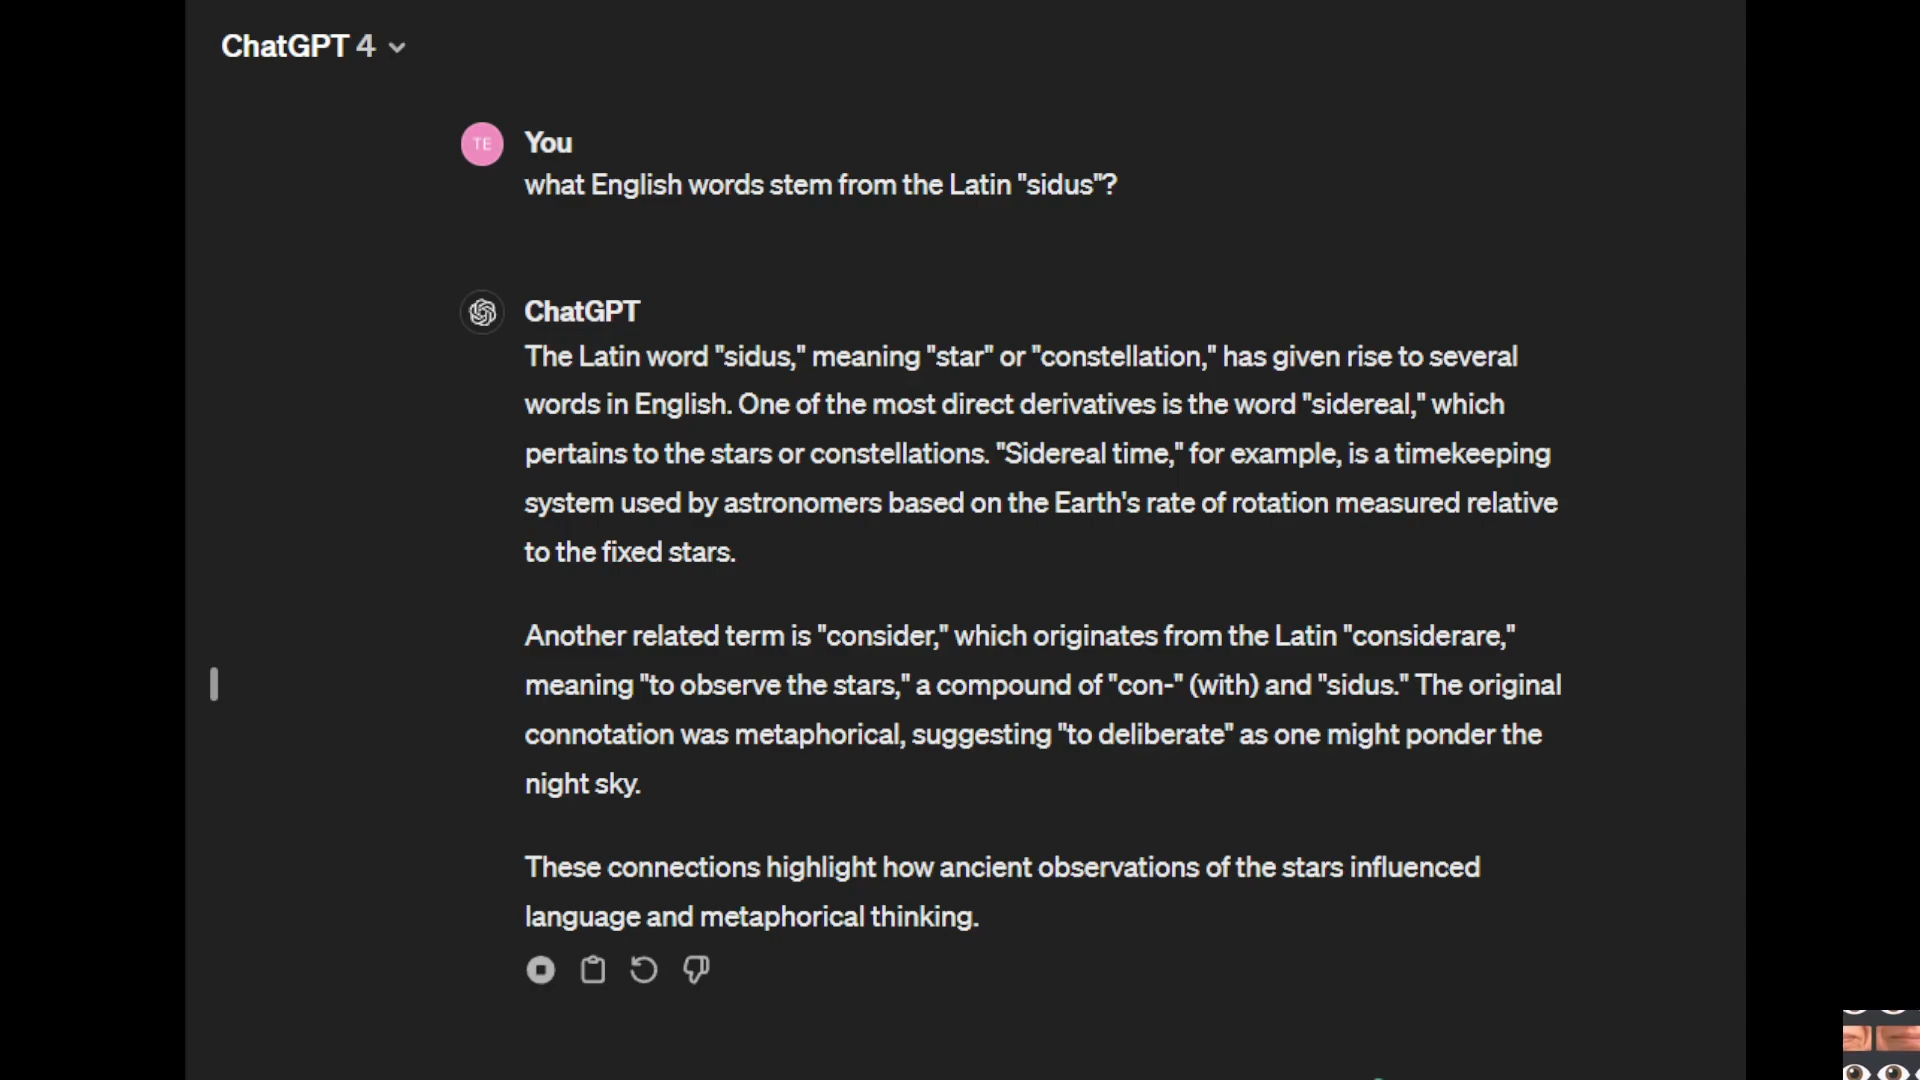 ChatGPT 4
TE
You
what English words stem from the Latin "sidus"?
ChatGPT
The Latin word "sidus," meaning "star" or "constellation," has given rise to several
words in English. One of the most direct derivatives is the word "sidereal," which
pertains to the stars or constellations. "Sidereal time," for example, is a timekeeping
system used by astronomers based on the Earth's rate of rotation measured relative
to the fixed stars.
Another related term is "consider," which originates from the Latin "considerare,"
meaning "to observe the stars," a compound of "con-" (with) and "sidus." The original
connotation was metaphorical, suggesting "to deliberate" as one might ponder the
night sky.
These connections highlight how ancient observations of the stars influenced
language and metaphorical thinking.